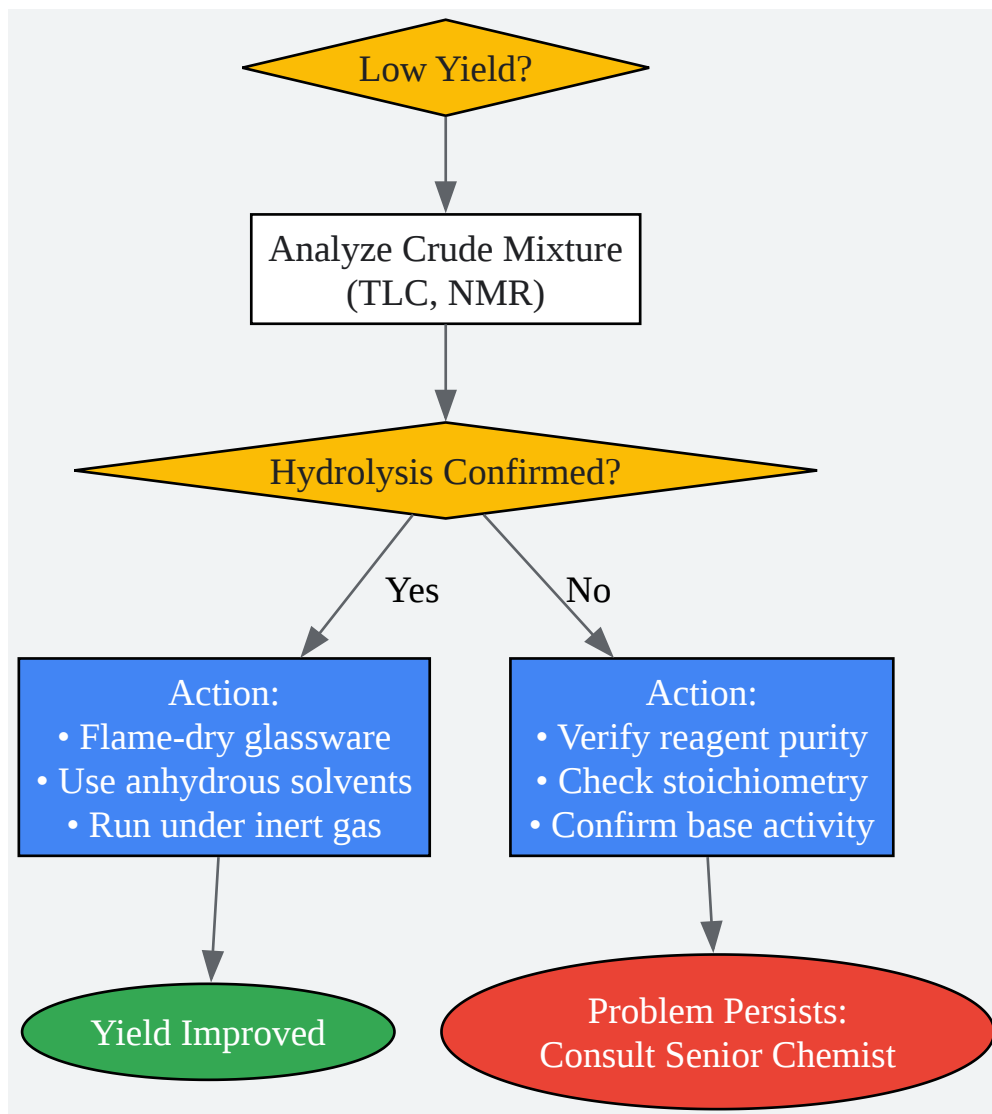 Low Yield?
Analyze Crude Mixture
(TLC, NMR)
Hydrolysis Confirmed?
Yes
No
Action:
• Flame-dry glassware
• Use anhydrous solvents
• Run under inert gas
Action:
• Verify reagent purity
• Check stoichiometry
• Confirm base activity
Yield Improved
Problem Persists:
Consult Senior Chemist